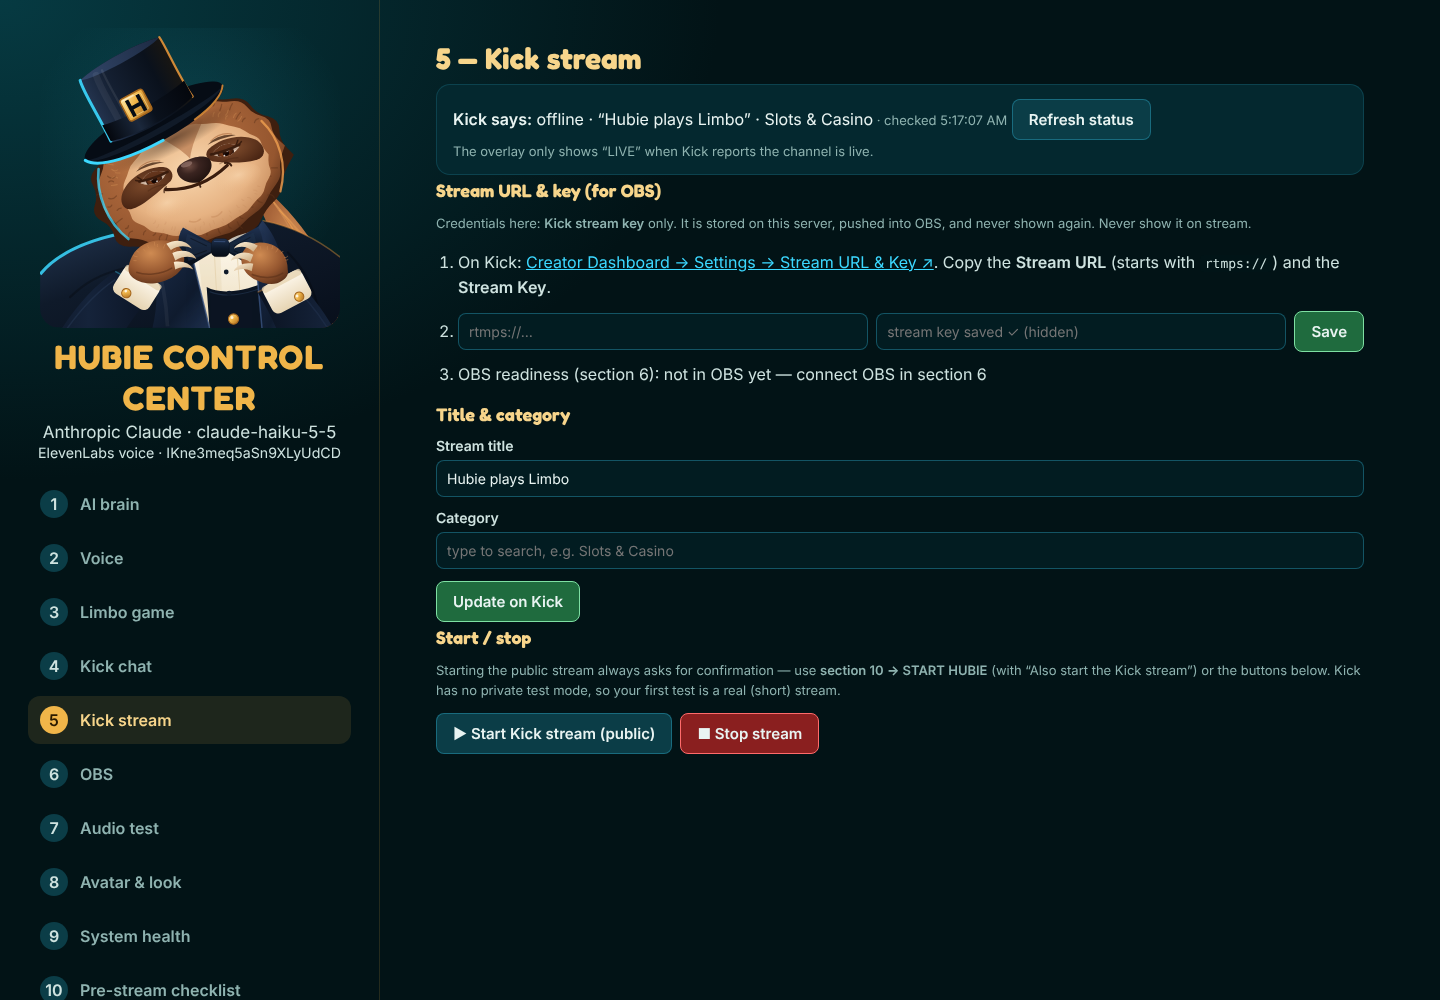 H
HUBIE CONTROL
CENTER
Anthropic Claude · claude-haiku-5-5
ElevenLabs voice · IKne3meq5aSn9XLyUdCD
1 AI brain
2 Voice
3 Limbo game
4 Kick chat
5 Kick stream
6 OBS
7 Audio test
8 Avatar & look
9 System health
10 Pre-stream checklist
5 — Kick stream
Kick says: offline · “Hubie plays Limbo” · Slots & Casino · checked 5:17:07 AM Refresh status
The overlay only shows “LIVE” when Kick reports the channel is live.
Stream URL & key (for OBS)
Credentials here: Kick stream key only. It is stored on this server, pushed into OBS, and never shown again. Never show it on stream.
1. On Kick: Creator Dashboard → Settings → Stream URL & Key ↗. Copy the Stream URL (starts with rtmps:// ) and the
Stream Key.
2. rtmps://... stream key saved ✓ (hidden) Save
3. OBS readiness (section 6): not in OBS yet — connect OBS in section 6
Title & category
Stream title
Hubie plays Limbo
Category
type to search, e.g. Slots & Casino
Update on Kick
Start / stop
Starting the public stream always asks for confirmation — use section 10 → START HUBIE (with “Also start the Kick stream”) or the buttons below. Kick
has no private test mode, so your first test is a real (short) stream.
▶ Start Kick stream (public) ■ Stop stream